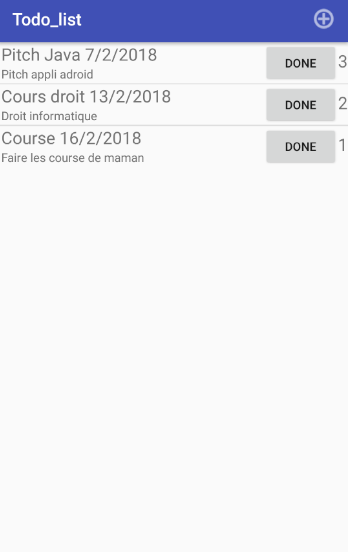 Todo_list
Pitch Java 7/2/2018
Pitch appli adroid
DONE
3
Cours droit 13/2/2018
Droit informatique
DONE
2
Course 16/2/2018
Faire les course de maman
DONE
1